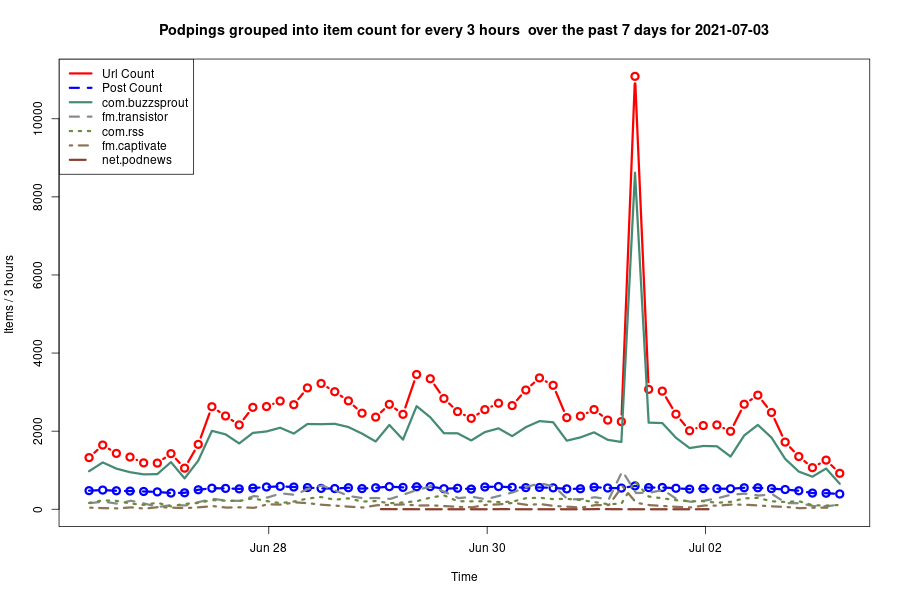 Podpings grouped into item count for every 3 hours  over the past 7 days for 2021-07-03
Url Count
Post Count
com.buzzsprout
fm.transistor
com.rss
fm.captivate
net.podnews
Items / 3 hours
10000
8000
6000
4000
2000
0
Jun 28
Jun 30
Jul 02
Time